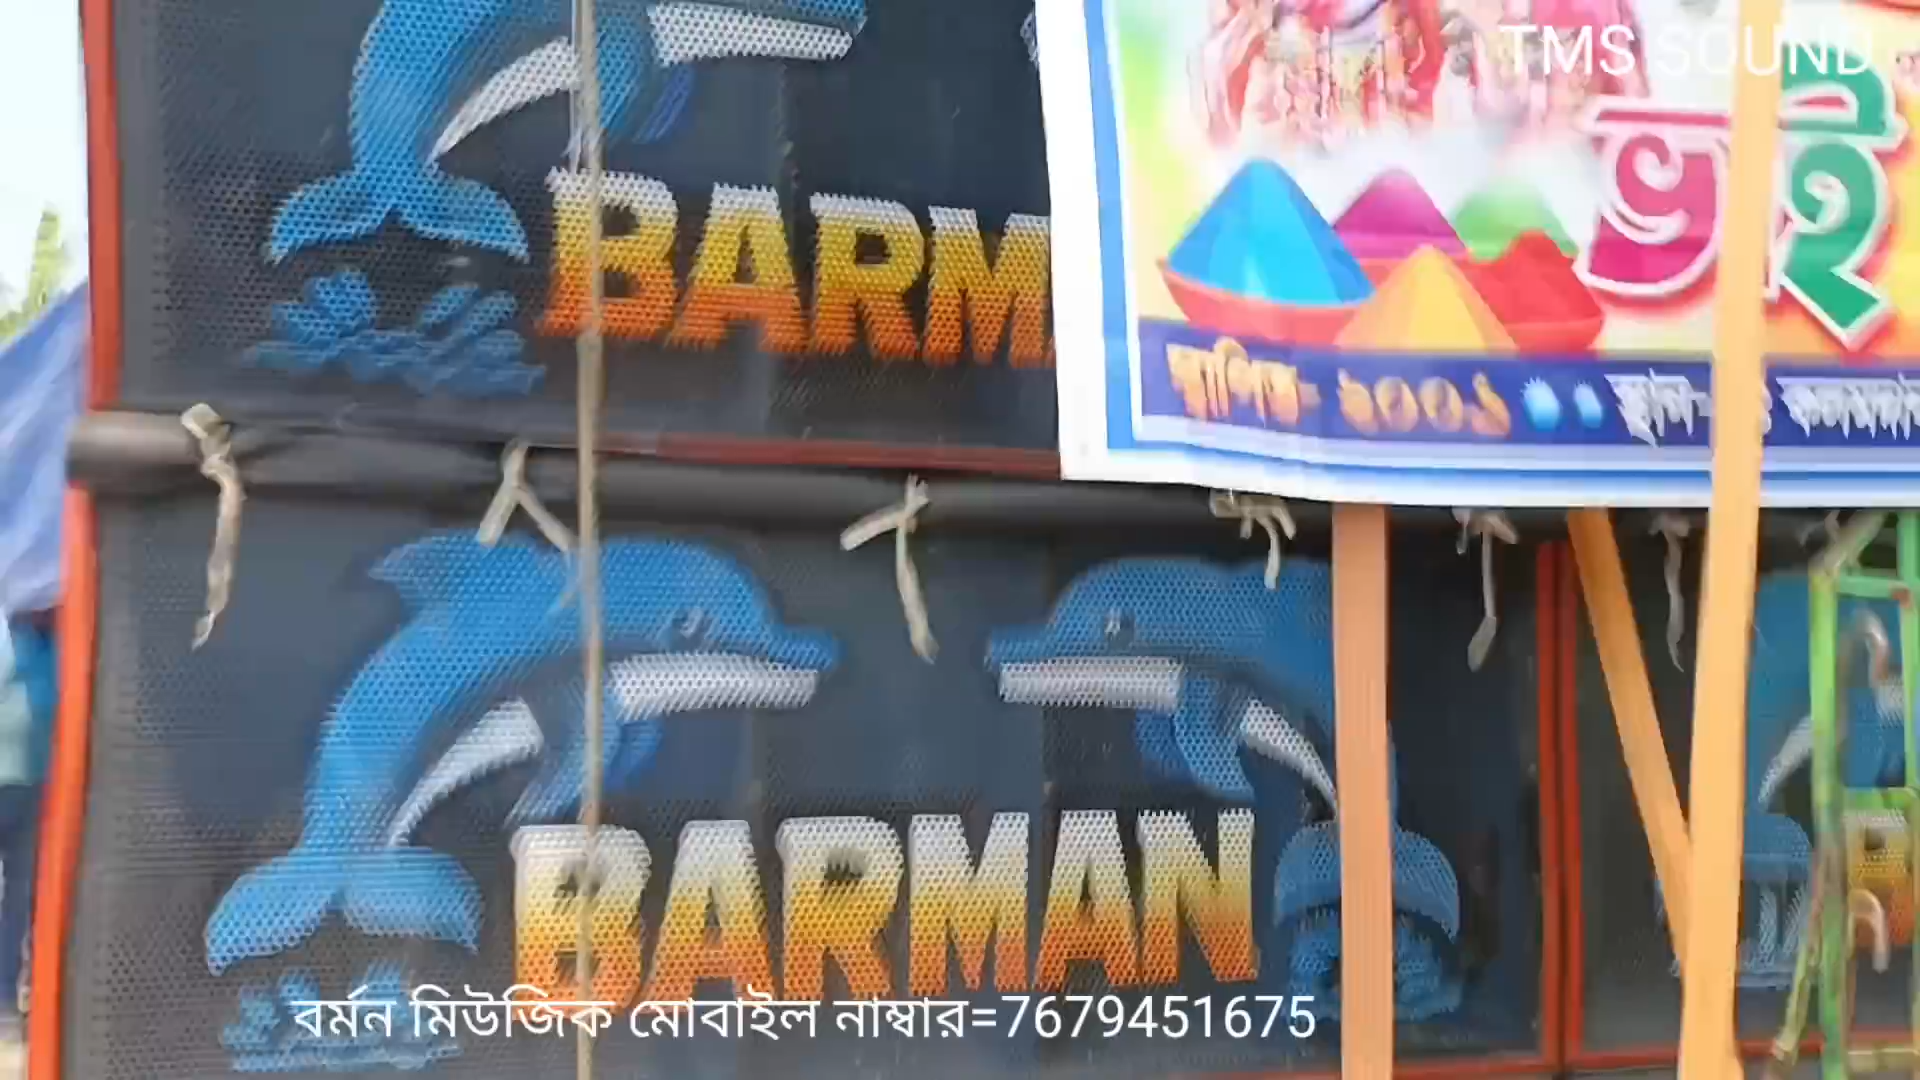 TMS SOUND
BARM
স্থাপিত- ২০০১
স্থান-
BARMAN
বর্মন মিউজিক মোবাইল নাম্বার=7679451675